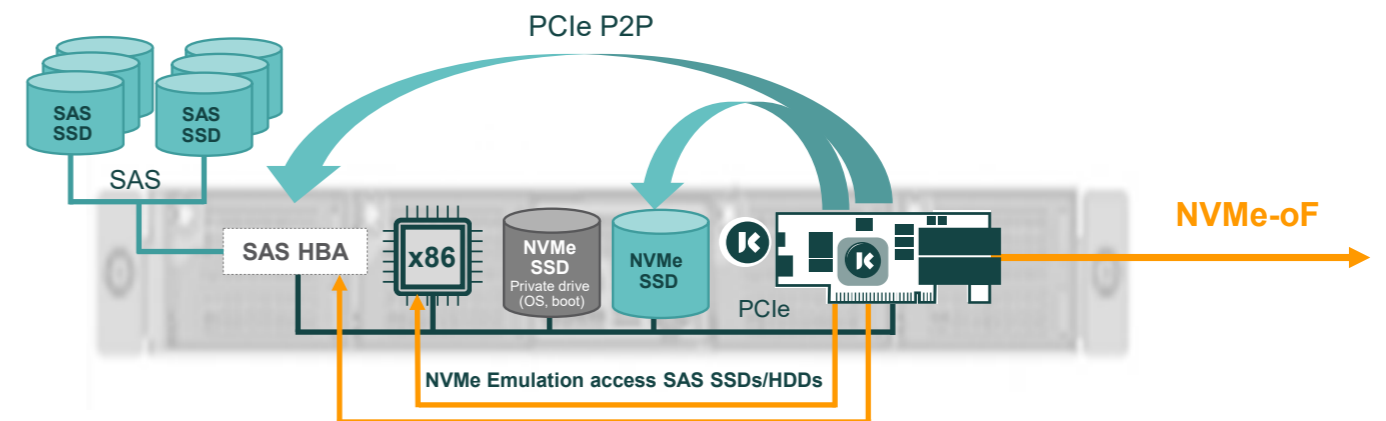 PCIe P2P
SAS
SSD
SAS
SSD
SAS
NVMe-oF
SAS HBA
x86
NVMe
SSD
Private drive
(OS, boot)
NVMe
SSD
PCIe
NVMe Emulation access SAS SSDs/HDDs